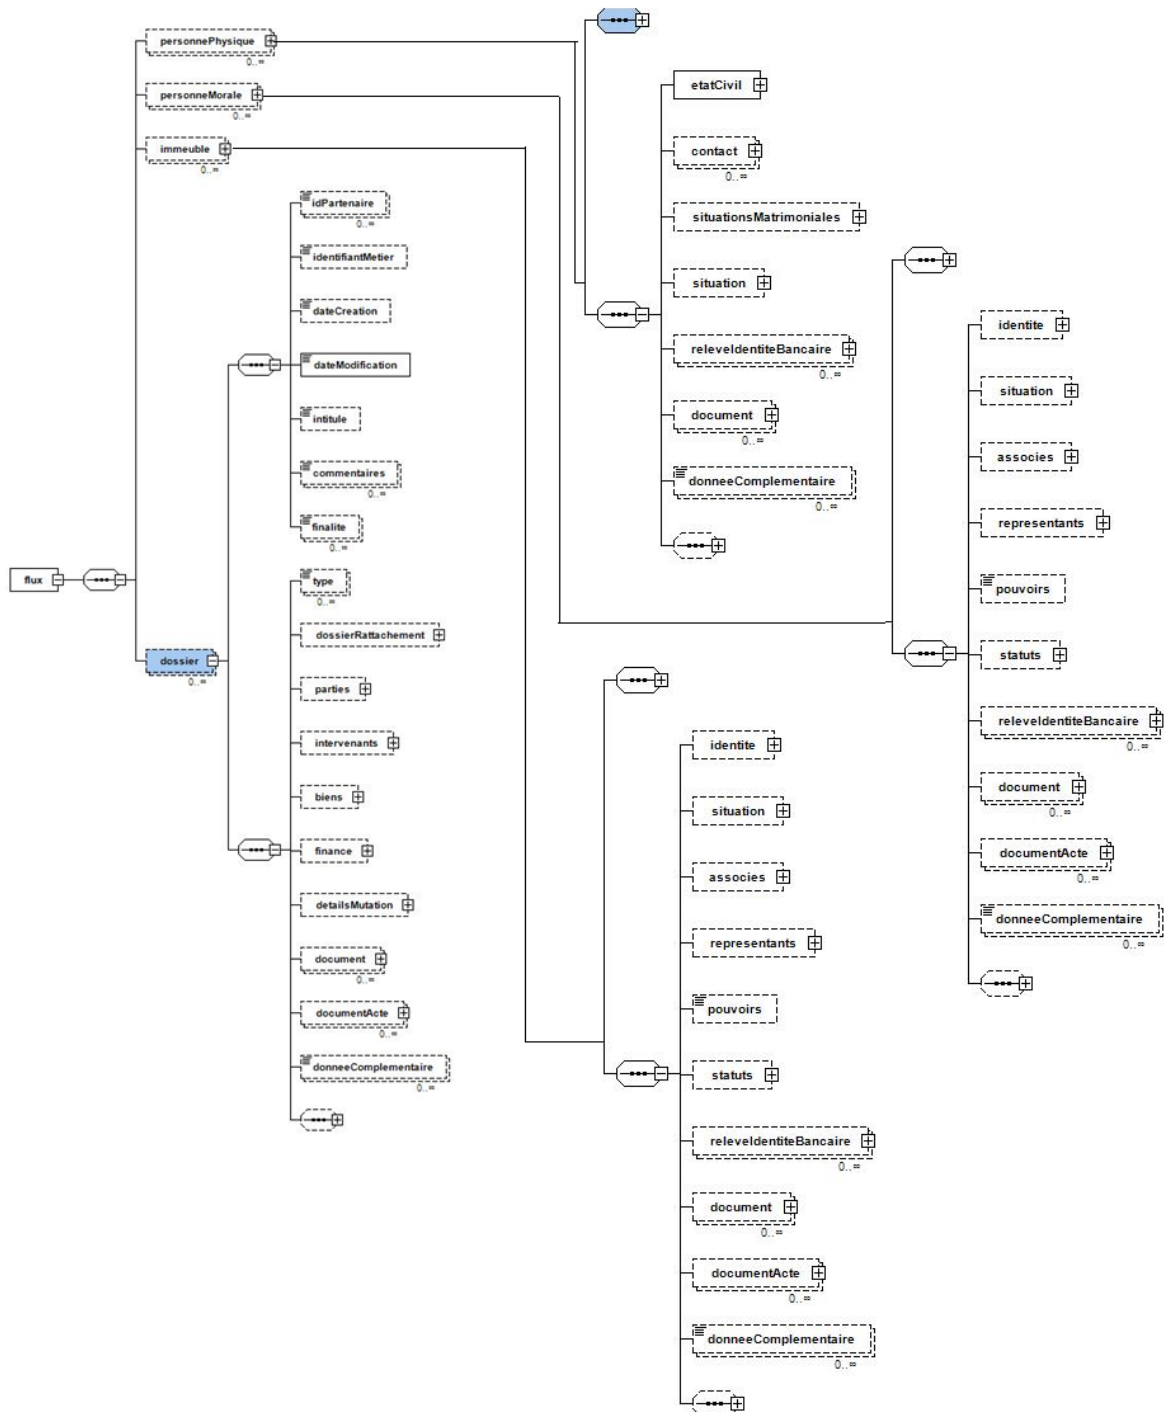 flux
personnePhysique
0..∞
personneMorale
0..∞
immeuble
0..∞
dossier
0..∞
idPartenaire
0..∞
identifiantMetier
dateCreation
dateModification
intitule
commentaires
0..∞
finalite
0..∞
type
0..∞
dossierRattachement
parties
intervenants
biens
finance
detailsMutation
document
0..∞
documentActe
0..∞
donneeComplementaire
0..∞
etatCivil
contact
0..∞
situationsMatrimoniales
situation
releveIdentiteBancaire
0..∞
document
0..∞
donneeComplementaire
0..∞
identite
situation
associes
representants
pouvoirs
statuts
releveIdentiteBancaire
0..∞
document
0..∞
documentActe
0..∞
donneeComplementaire
0..∞
identite
situation
associes
representants
pouvoirs
statuts
releveIdentiteBancaire
0..∞
document
0..∞
documentActe
0..∞
donneeComplementaire
0..∞